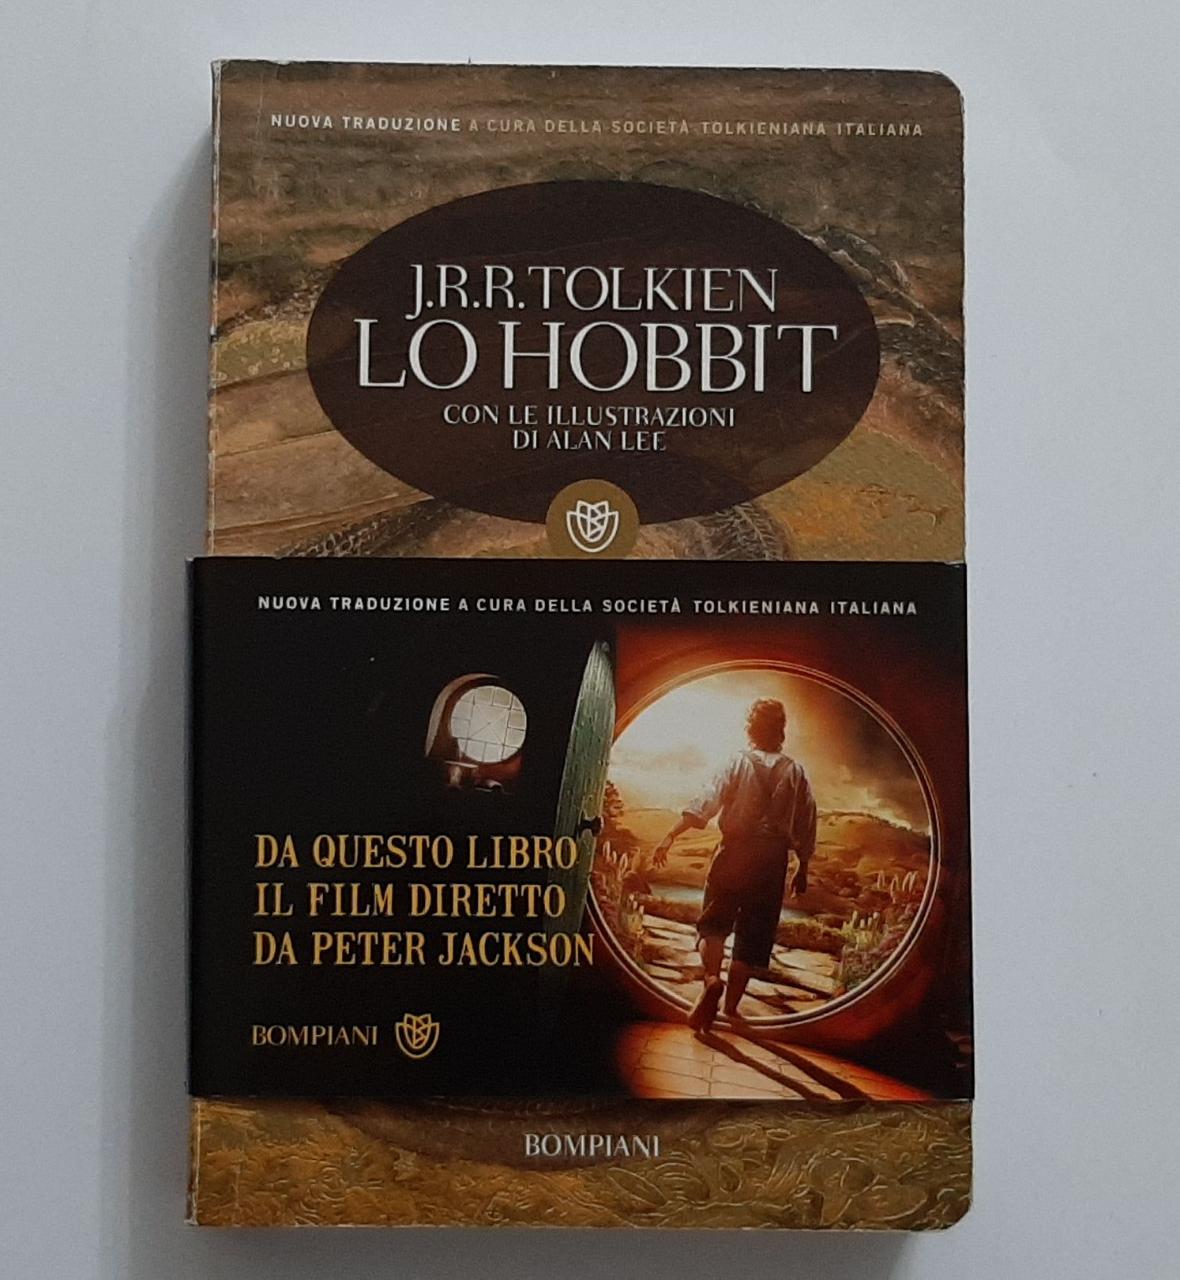 NUOVA TRADUZIONE A CURA DELLA SOCIETÀ TOLKIENIANA ITALIANA
J.R.R. TOLKIEN
LO HOBBIT
CON LE ILLUSTRAZIONI
DI ALAN LEE
NUOVA TRADUZIONE A CURA DELLA SOCIETÀ TOLKIENIANA ITALIANA
DA QUESTO LIBRO
IL FILM DIRETTO
DA PETER JACKSON
BOMPIANI
BOMPIANI